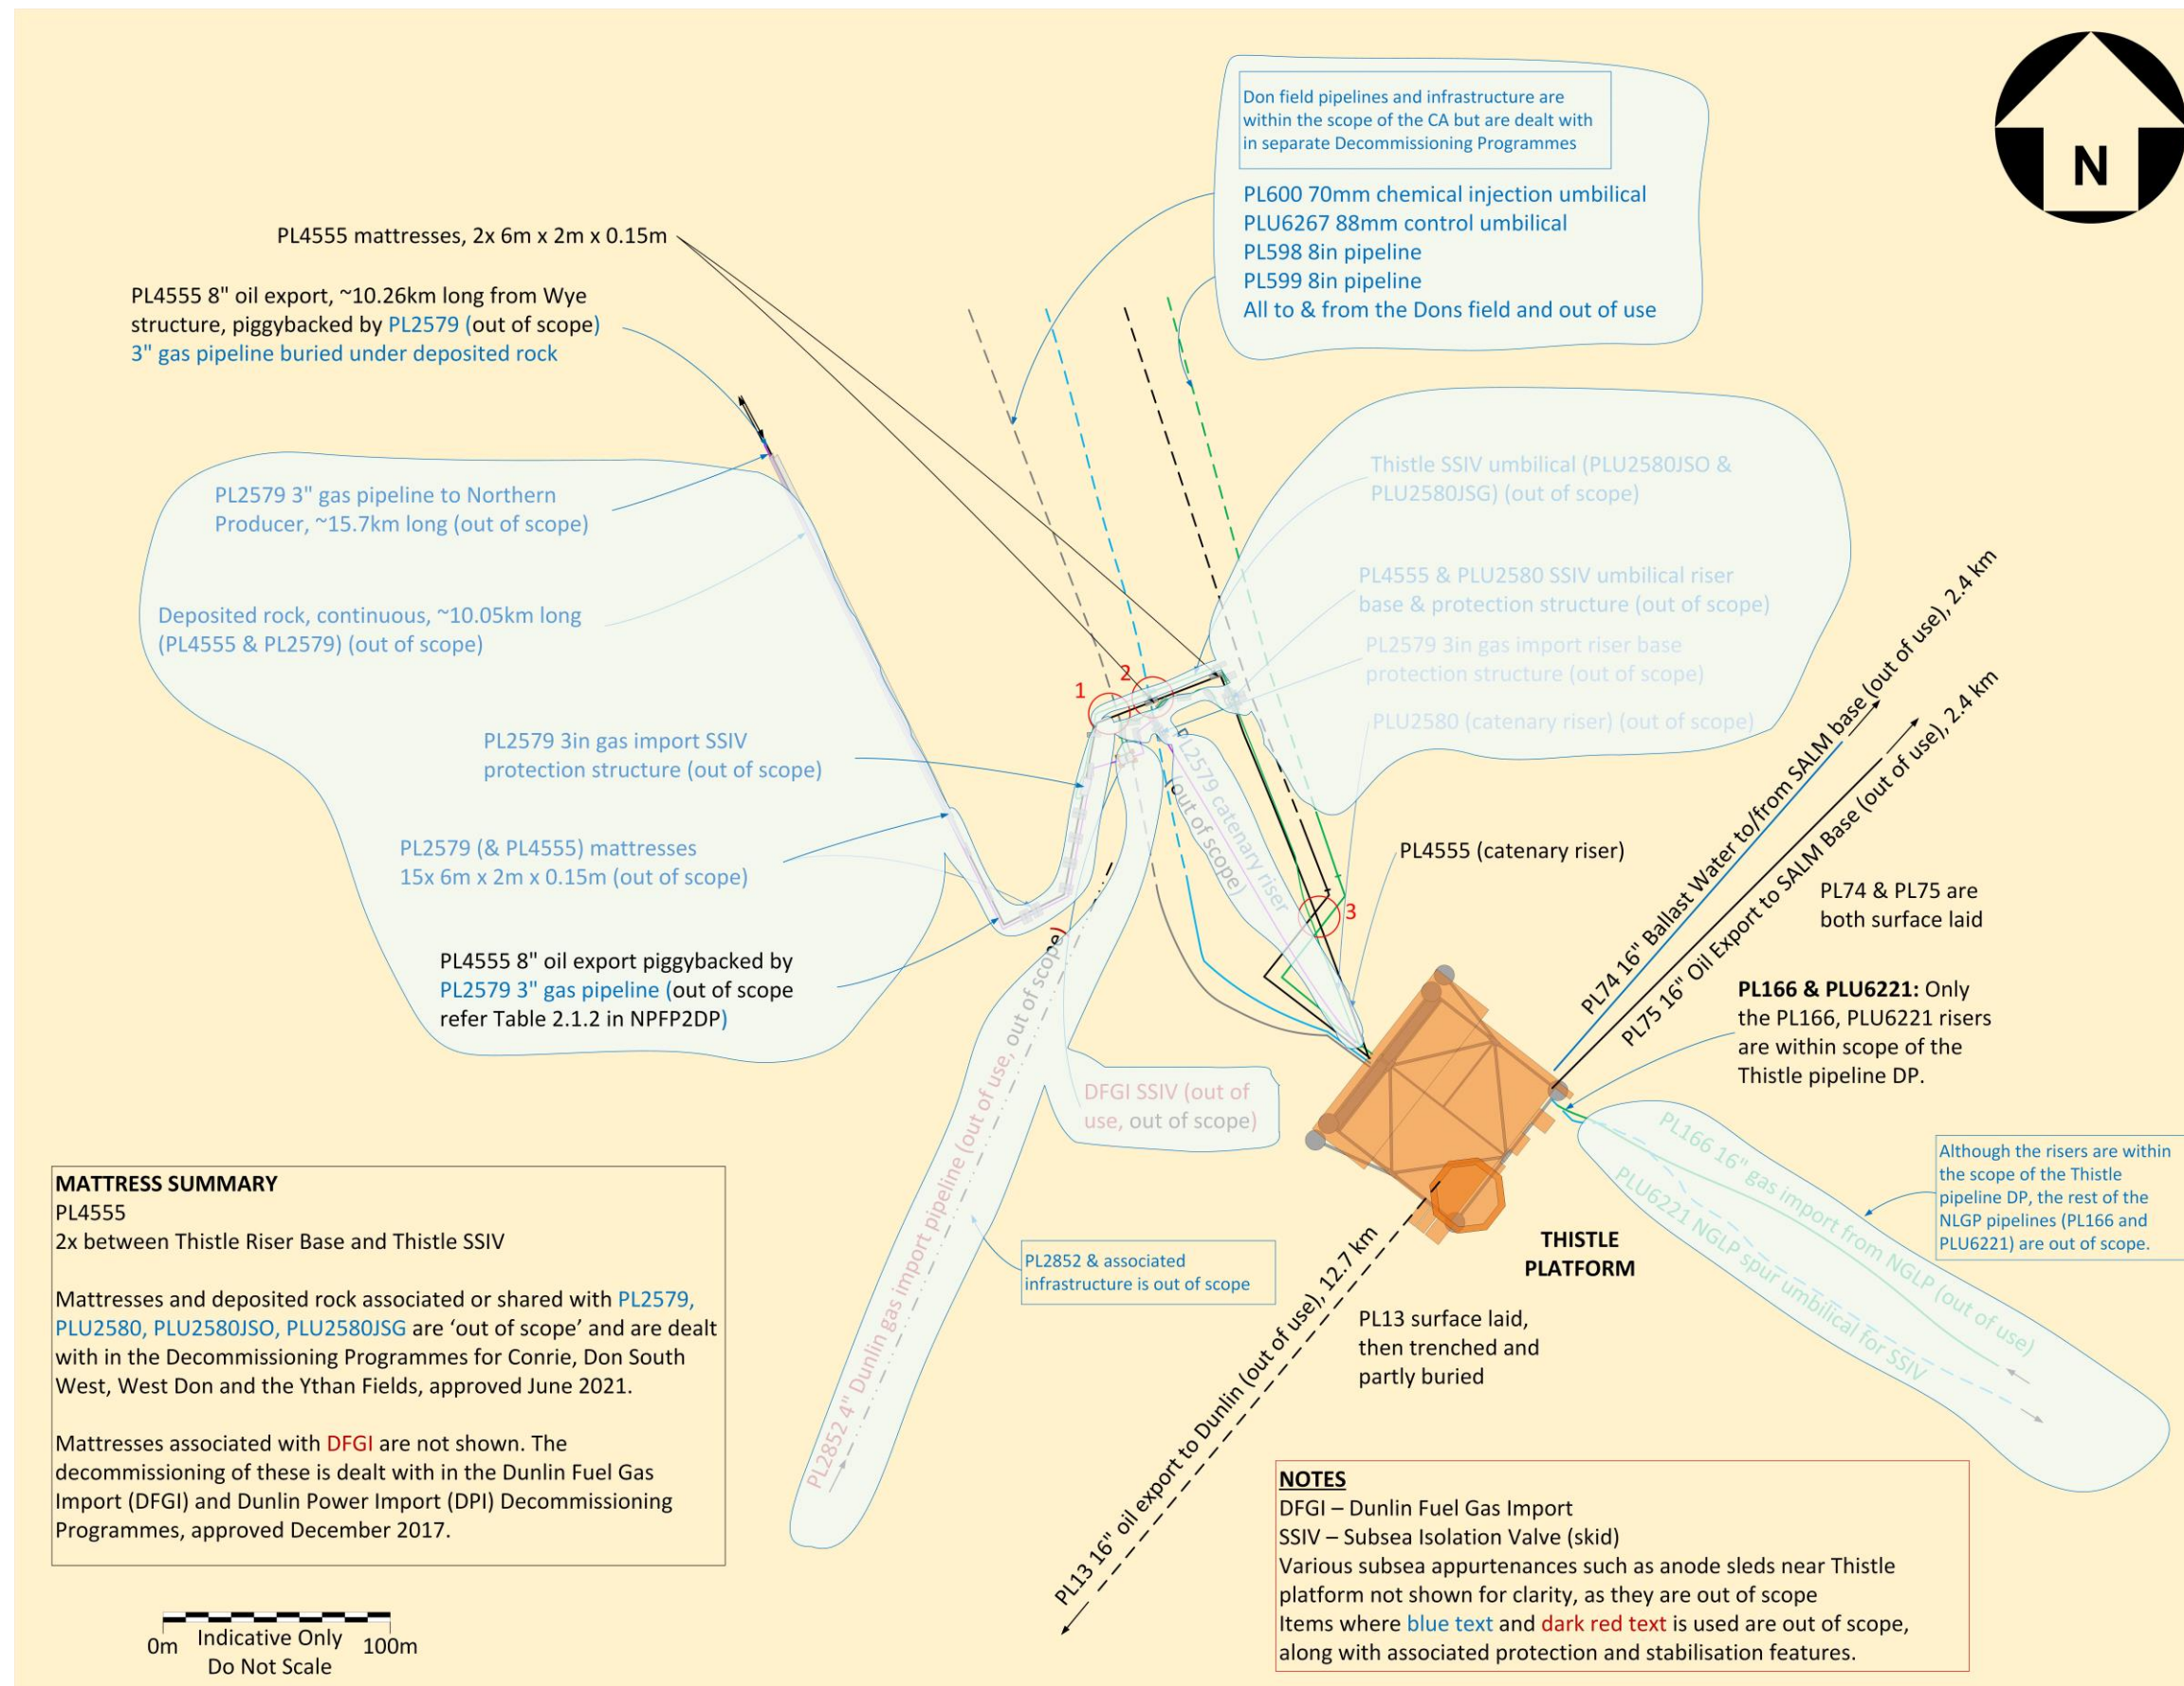 N
Don field pipelines and infrastructure are
within the scope of the CA but are dealt with
in separate Decommissioning Programmes
PL600 70mm chemical injection umbilical
PLU6267 88mm control umbilical
PL598 8in pipeline
PL599 8in pipeline
All to & from the Dons field and out of use
PL4555 mattresses, 2x 6m x 2m x 0.15m
PL4555 8" oil export, ~10.26km long from Wye
structure, piggybacked by PL2579 (out of scope)
3" gas pipeline buried under deposited rock
PL2579 3" gas pipeline to Northern
Producer, ~15.7km long (out of scope)
Deposited rock, continuous, ~10.05km long
(PL4555 & PL2579) (out of scope)
PL2579 3in gas import SSIV
protection structure (out of scope)
PL2579 (& PL4555) mattresses
15x 6m x 2m x 0.15m (out of scope)
PL4555 8" oil export piggybacked by
PL2579 3" gas pipeline (out of scope
refer Table 2.1.2 in NPFP2DP)
Thistle SSIV umbilical (PLU2580JSO &
PLU2580JSG) (out of scope)
PL4555 & PLU2580 SSIV umbilical riser
base & protection structure (out of scope)
PL2579 3in gas import riser base
protection structure (out of scope)
PLU2580 (catenary riser) (out of scope)
1
2
3
PL2579 catenary riser
(out of scope)
PL4555 (catenary riser)
PL74 16" Ballast Water to/from SALM base (out of use), 2.4 km
PL75 16" Oil Export to SALM Base (out of use), 2.4 km
PL74 & PL75 are
both surface laid
PL166 & PLU6221: Only
the PL166, PLU6221 risers
are within scope of the
Thistle pipeline DP.
PL166 16" gas import from NGLP (out of use)
PLU6221 NGLP spur umbilical for SSIV
Although the risers are within
the scope of the Thistle
pipeline DP, the rest of the
NLGP pipelines (PL166 and
PLU6221) are out of scope.
DFGI SSIV (out of
use, out of scope)
PL2852 4" Dunlin gas import pipeline (out of use, out of scope)
PL2852 & associated
infrastructure is out of scope
THISTLE
PLATFORM
PL13 16" oil export to Dunlin (out of use), 12.7 km
PL13 surface laid,
then trenched and
partly buried
MATTRESS SUMMARY
PL4555
2x between Thistle Riser Base and Thistle SSIV
Mattresses and deposited rock associated or shared with PL2579,
PLU2580, PLU2580JSO, PLU2580JSG are ‘out of scope’ and are dealt
with in the Decommissioning Programmes for Conrie, Don South
West, West Don and the Ythan Fields, approved June 2021.
Mattresses associated with DFGI are not shown. The
decommissioning of these is dealt with in the Dunlin Fuel Gas
Import (DFGI) and Dunlin Power Import (DPI) Decommissioning
Programmes, approved December 2017.
0m
Indicative Only
100m
Do Not Scale
NOTES
DFGI – Dunlin Fuel Gas Import
SSIV – Subsea Isolation Valve (skid)
Various subsea appurtenances such as anode sleds near Thistle
platform not shown for clarity, as they are out of scope
Items where blue text and dark red text is used are out of scope,
along with associated protection and stabilisation features.